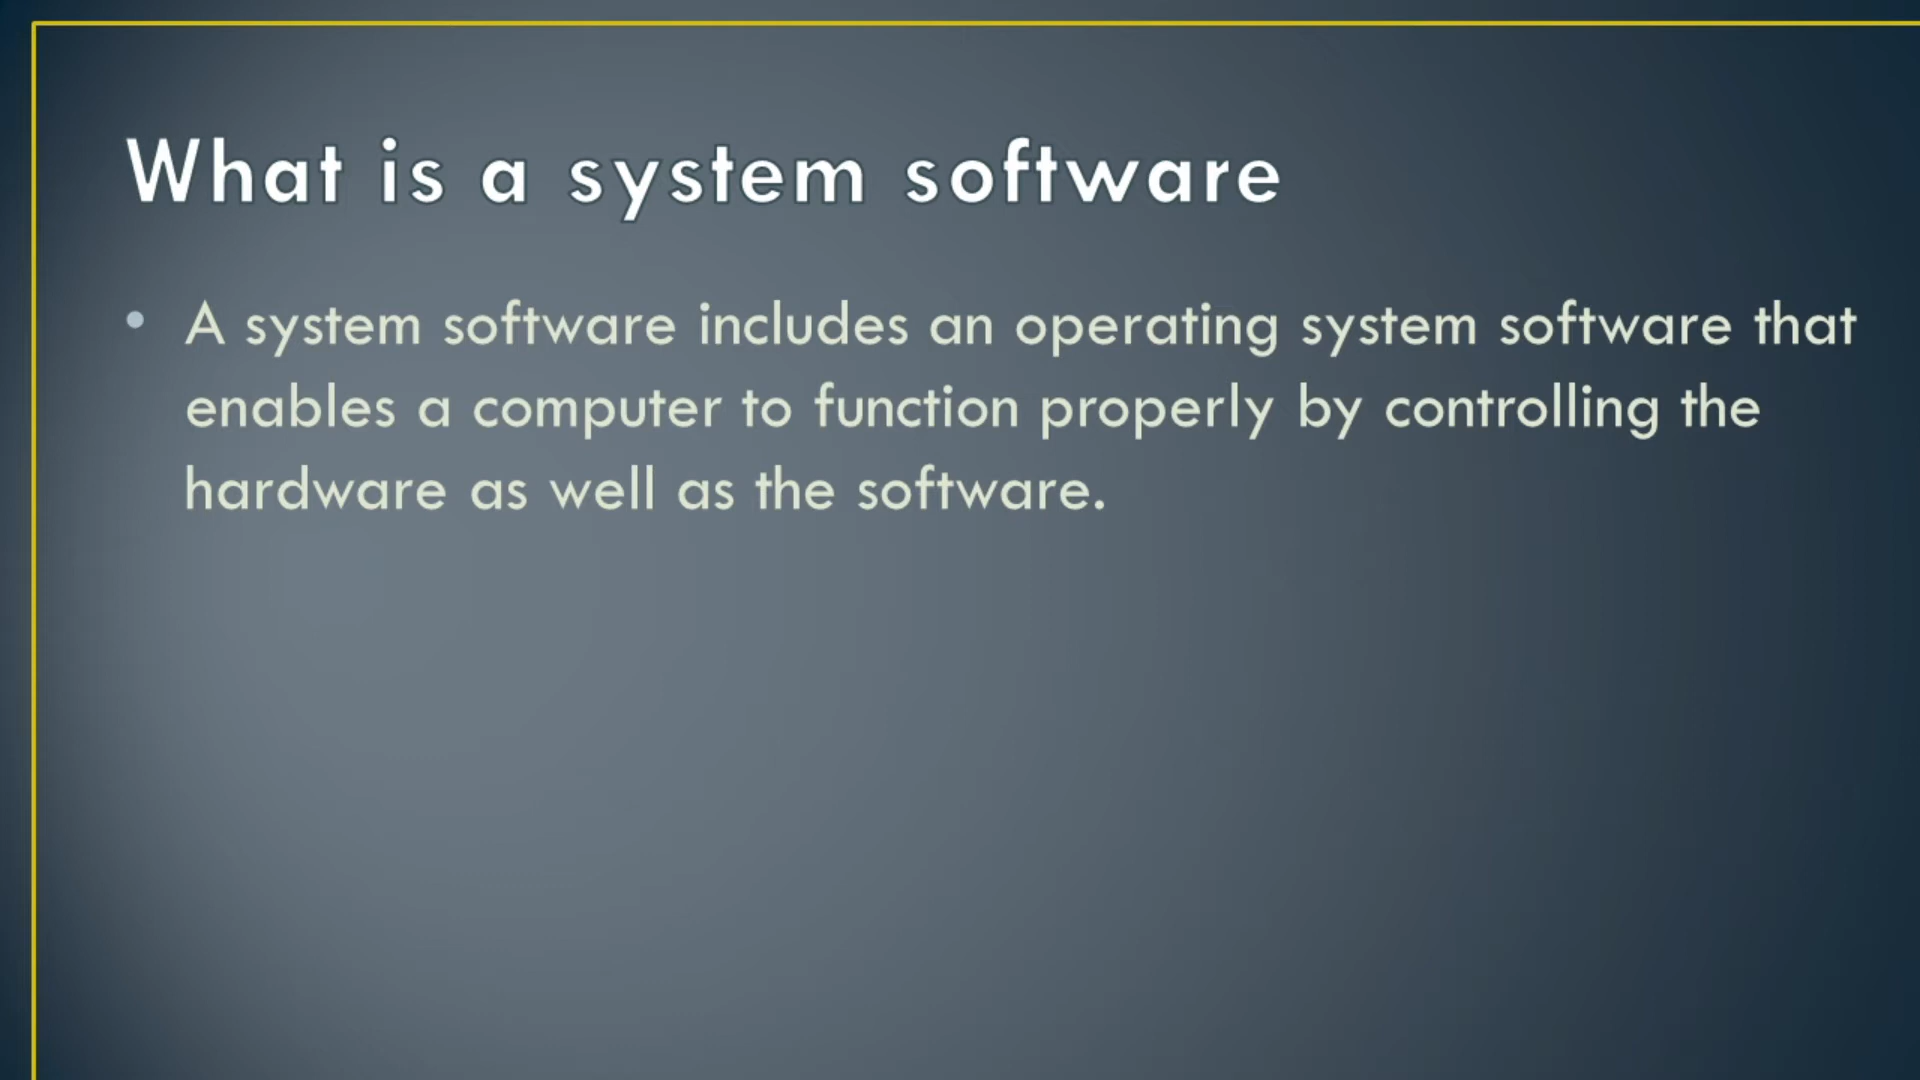 What is a system software
• A system software includes an operating system software that
enables a computer to function properly by controlling the
hardware as well as the software.